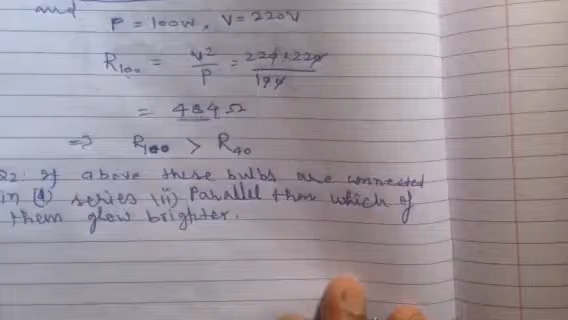 and
P = 100W, V = 220V
R₁₀₀ = V²/P = 220×220/100
= 484Ω
⇒ R₁₀₀ > R₄₀
Q2. If above these bulbs are connected
in (i) series (ii) Parallel then which of
them glow brighter.